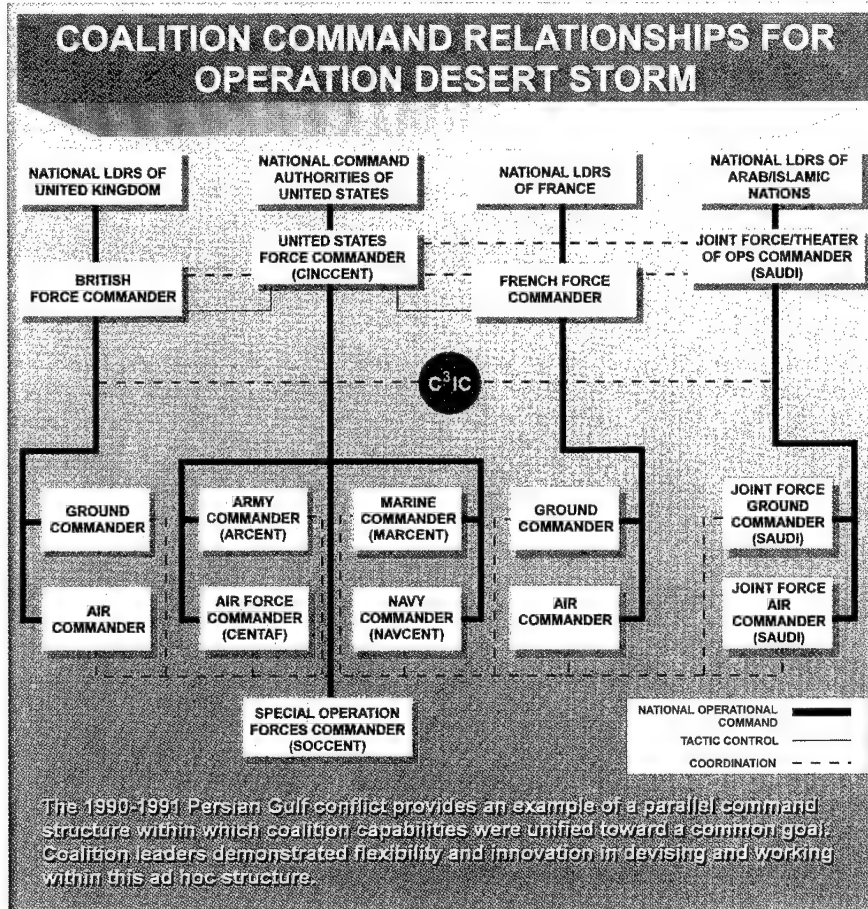 COALITION COMMAND RELATIONSHIPS FOR
OPERATION DESERT STORM
NATIONAL LDRS OF
UNITED KINGDOM
NATIONAL COMMAND
AUTHORITIES OF
UNITED STATES
NATIONAL LDRS
OF FRANCE
NATIONAL LDRS OF
ARAB/ISLAMIC
NATIONS
BRITISH
FORCE COMMANDER
UNITED STATES
FORCE COMMANDER
(CINCCENT)
FRENCH FORCE
COMMANDER
JOINT FORCE/THEATER
OF OPS COMMANDER
(SAUDI)
C³IC
GROUND
COMMANDER
ARMY
COMMANDER
(ARCENT)
MARINE
COMMANDER
(MARCENT)
GROUND
COMMANDER
JOINT FORCE
GROUND
COMMANDER
(SAUDI)
AIR
COMMANDER
AIR FORCE
COMMANDER
(CENTAF)
NAVY
COMMANDER
(NAVCENT)
AIR
COMMANDER
JOINT FORCE
AIR
COMMANDER
(SAUDI)
SPECIAL OPERATION
FORCES COMMANDER
(SOCCENT)
NATIONAL OPERATIONAL
COMMAND
TACTIC CONTROL
COORDINATION
The 1990-1991 Persian Gulf conflict provides an example of a parallel command
structure within which coalition capabilities were unified toward a common goal.
Coalition leaders demonstrated flexibility and innovation in devising and working
within this ad hoc structure.